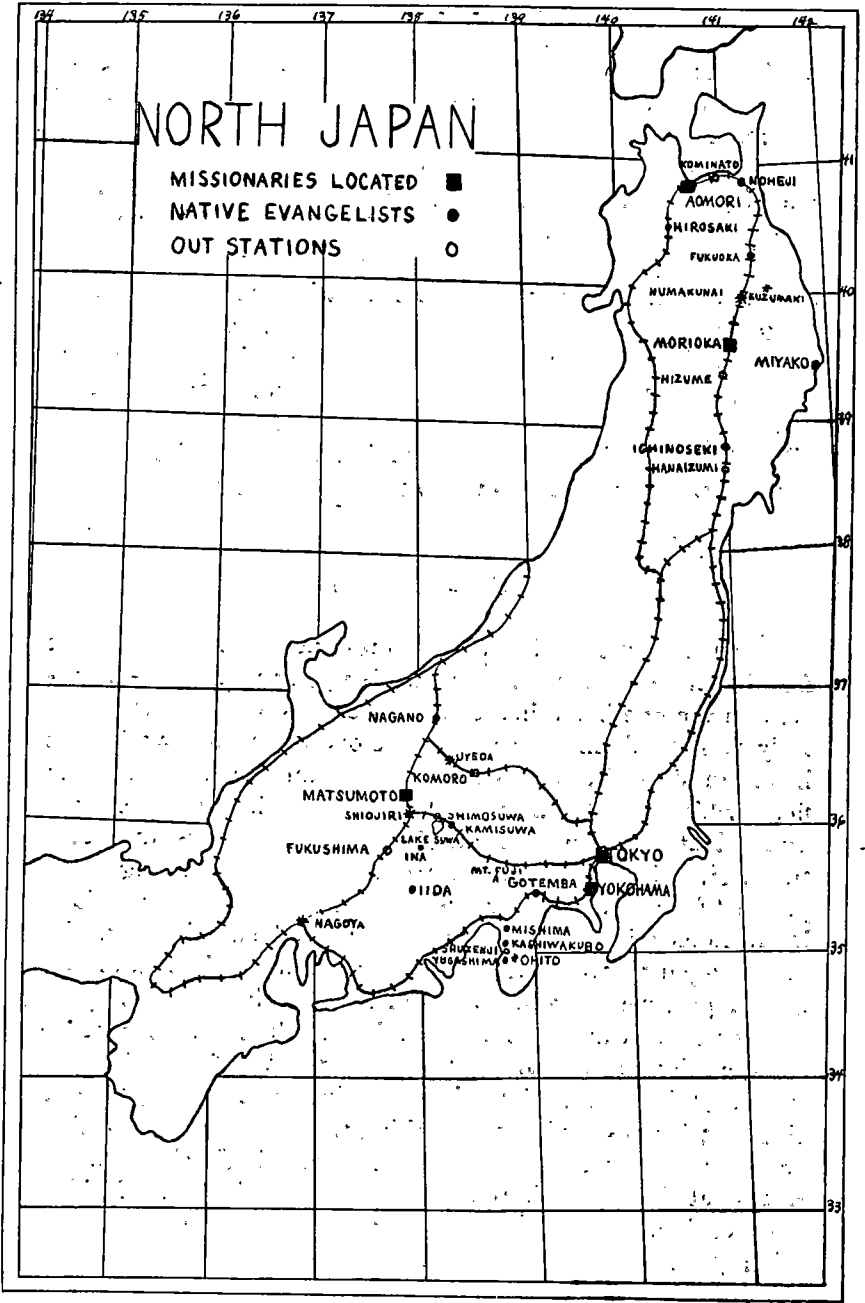 134 135 136 137 138 139 140 141 142
NORTH JAPAN
MISSIONARIES LOCATED
NATIVE EVANGELISTS
OUT STATIONS
41
KOMINATO
NOHEJI
AOMORI
HIROSAKI
FUKUOKA
NUMAKUNAI
KUZUMAKI
40
MORIOKA
MIYAKO
HIZUME
39
ICHINOSEKI
HANAIZUMI
38
37
NAGANO
UYEDA
KOMORO
MATSUMOTO
SHIOJIRI
SHIMOSUWA
KAMISUWA
36
LAKE SUWA
FUKUSHIMA
INA
TOKYO
MT. FUJI
GOTEMBA
YOKOHAMA
IIDA
NAGOYA
MISHIMA
KASHIWAKUBO
SHUZENJI
OHITO
YUGASHIMA
35
34
33